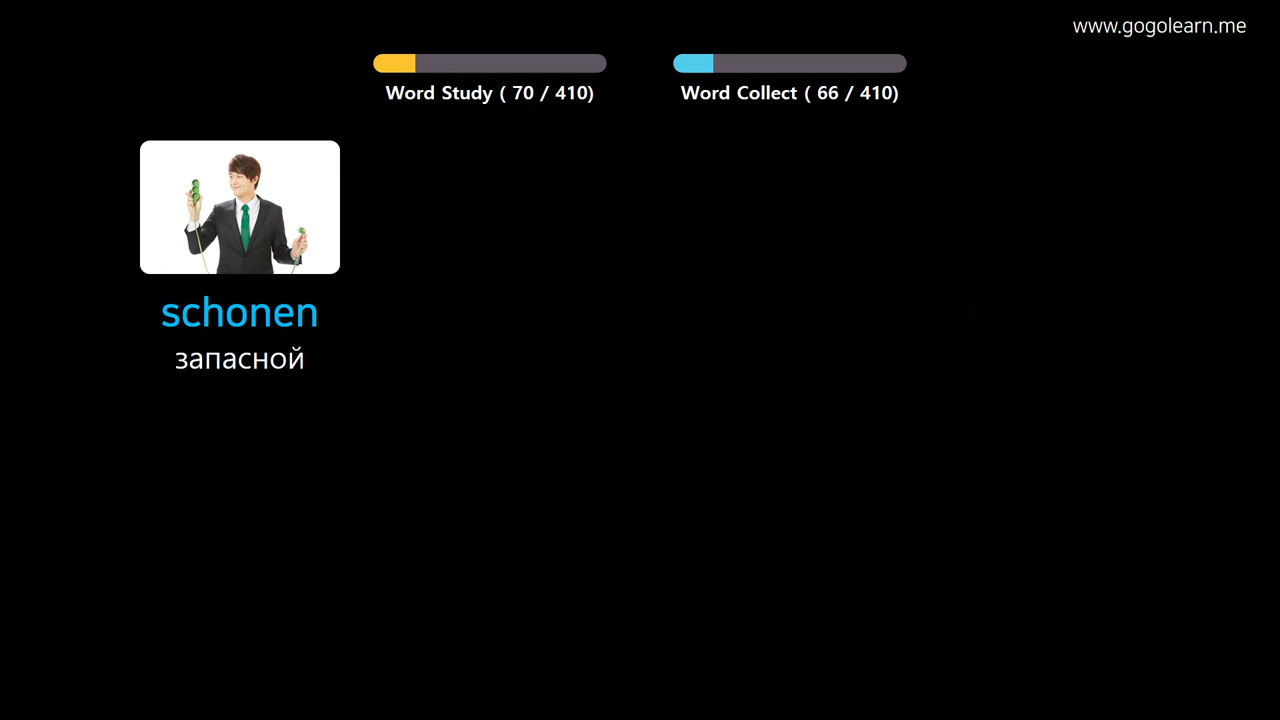 www.gogolearn.me
Word Study ( 70 / 410)
Word Collect ( 66 / 410)
schonen
запасной